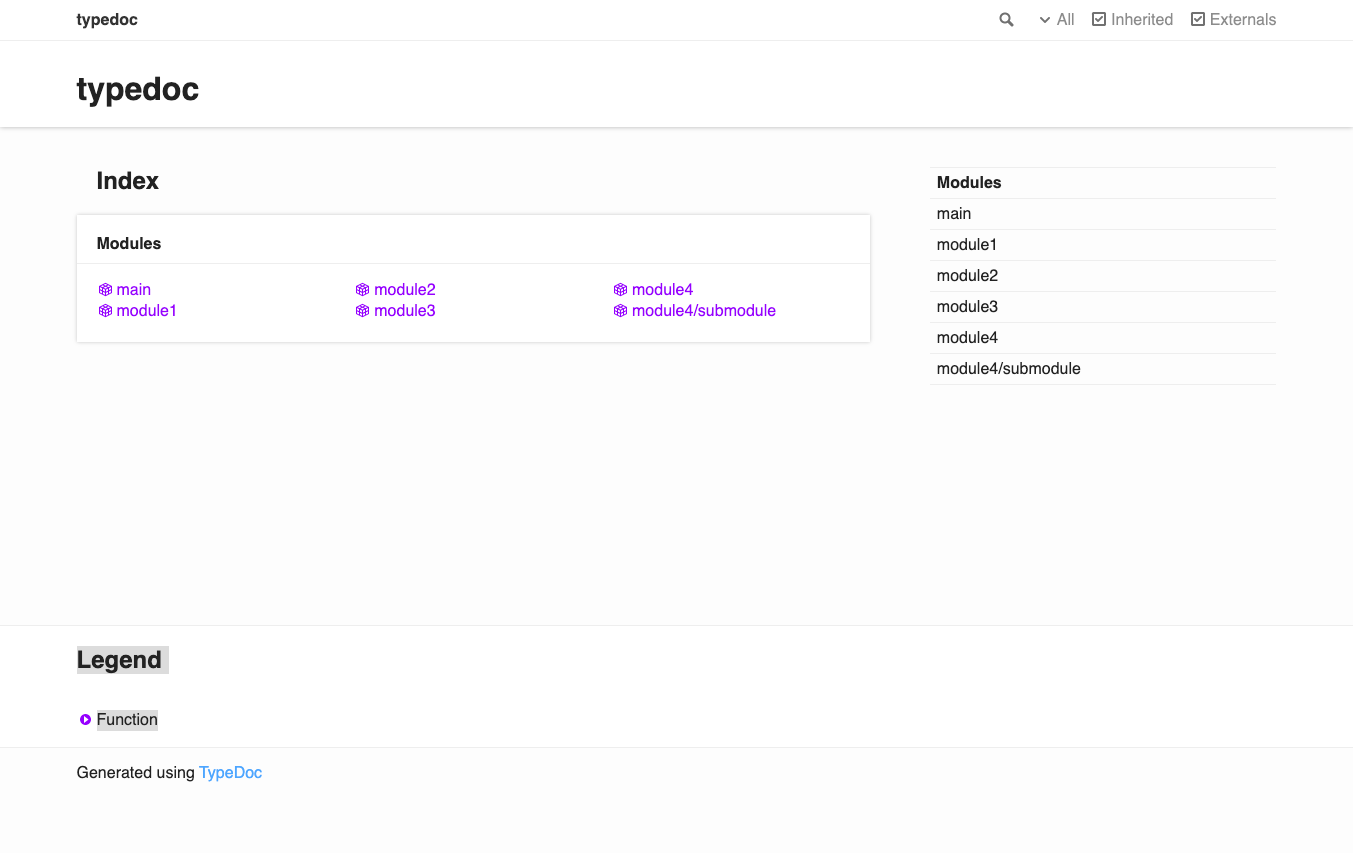 typedoc
All Inherited Externals
typedoc
Index
Modules
main
module1
module2
module3
module4
module4/submodule
Modules
main
module1
module2
module3
module4
module4/submodule
Legend
Function
Generated using TypeDoc